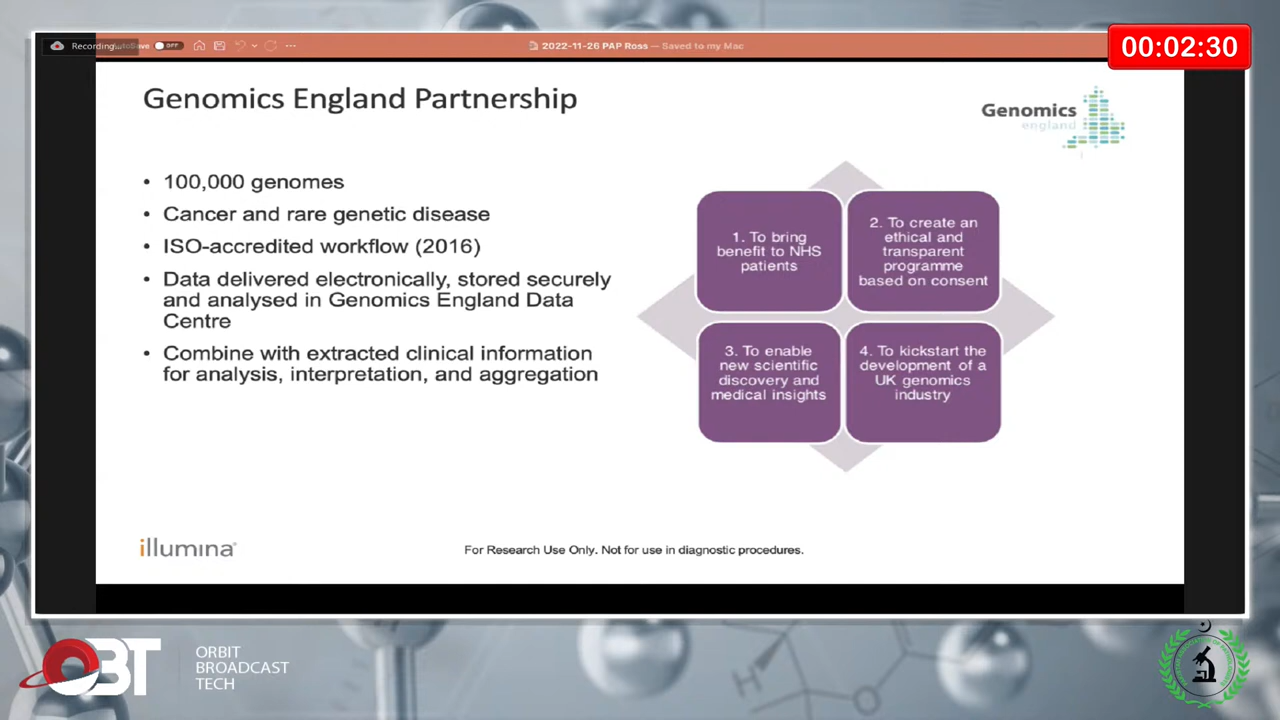 Recording...
AutoSave
OFF
2022-11-26 PAP Ross — Saved to my Mac
00:02:30
Genomics England Partnership
Genomics
england
• 100,000 genomes
• Cancer and rare genetic disease
• ISO-accredited workflow (2016)
• Data delivered electronically, stored securely
and analysed in Genomics England Data
Centre
• Combine with extracted clinical information
for analysis, interpretation, and aggregation
1. To bring
benefit to NHS
patients
2. To create an
ethical and
transparent
programme
based on consent
3. To enable
new scientific
discovery and
medical insights
4. To kickstart the
development of a
UK genomics
industry
illumina®
For Research Use Only. Not for use in diagnostic procedures.
OBT
ORBIT
BROADCAST
TECH